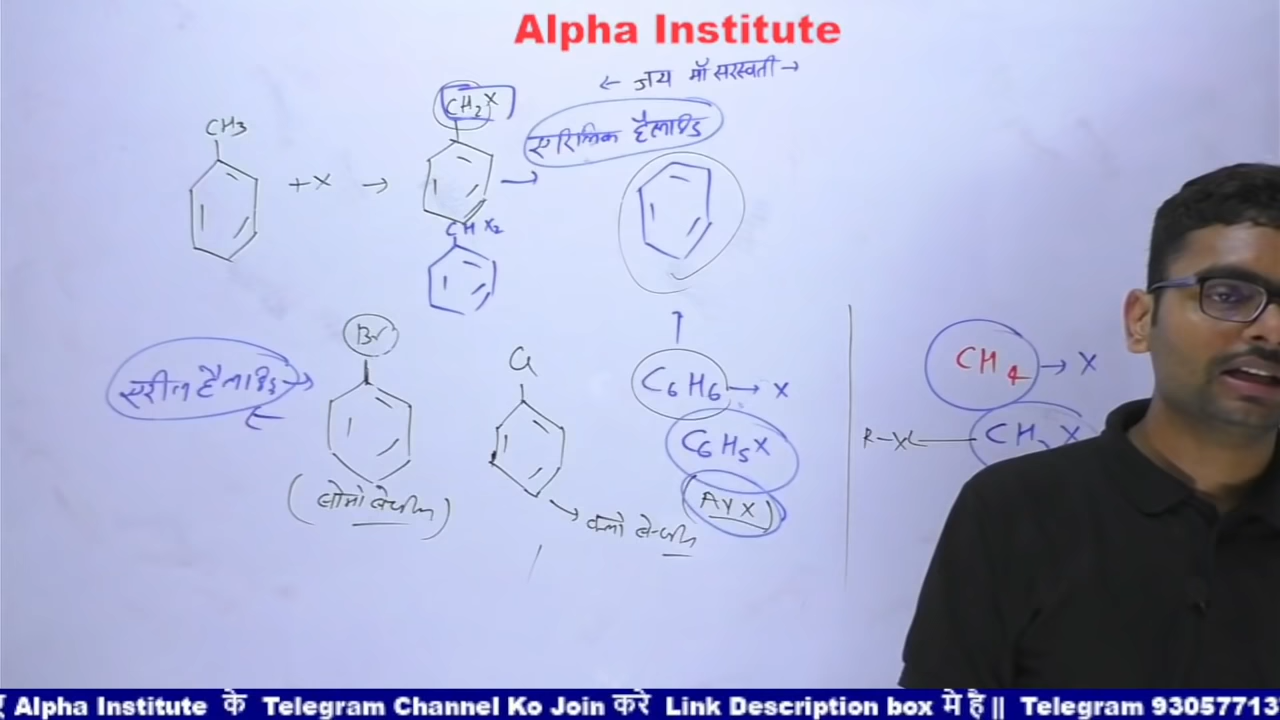 Alpha Institute
← जय माँ सरस्वती →
CH2X
CH3
एरिलिक हैलाइड
+X →
CHX2
Br
Cl
CH4 → X
एरील हैलाइड →
C6H6 → X
R-X
C6H5X
(ब्रोमो बेन्जीन)
ArX
क्लो बेन्जीन
Alpha Institute के Telegram Channel Ko Join करे Link Description box मे है || Telegram 93057713